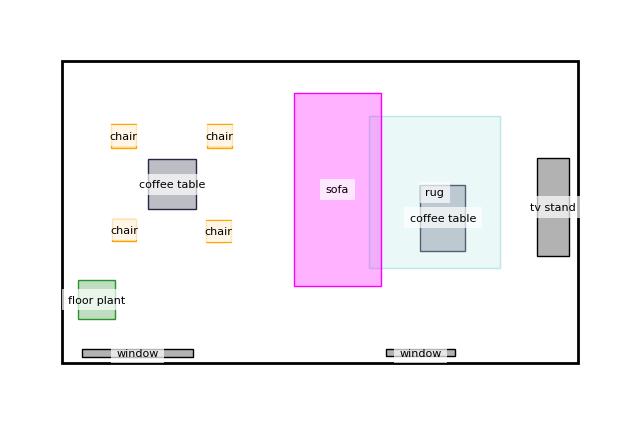 chair
chair
coffee table
sofa
rug
tv stand
coffee table
chair
chair
floor plant
window
window